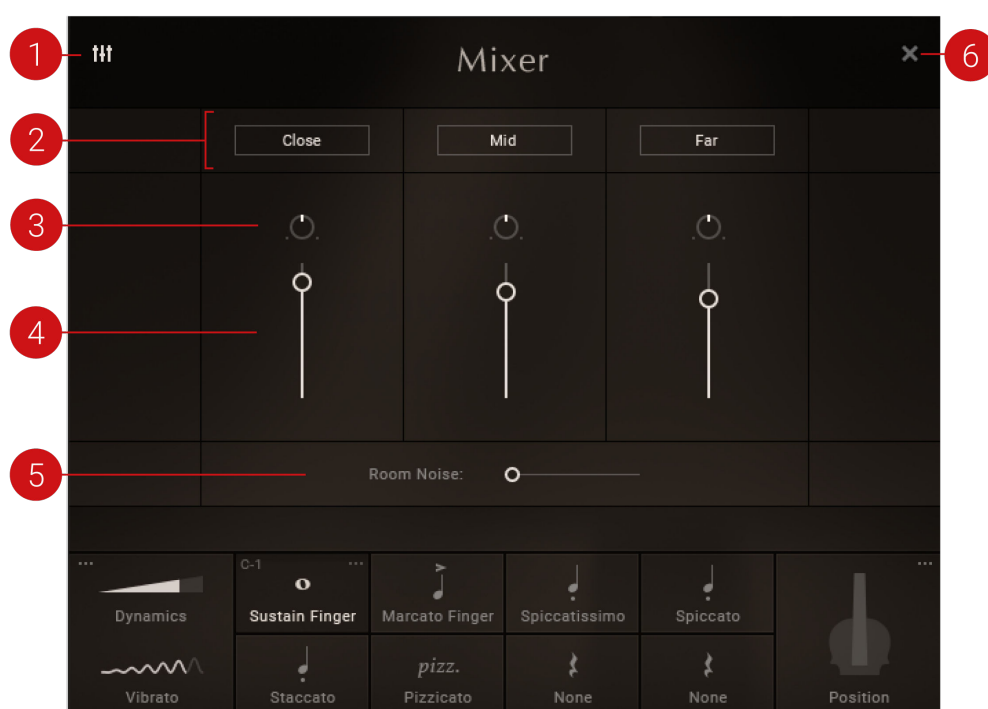 1
Mixer
6
2
Close
Mid
Far
3
4
5
Room Noise:
C-1
Dynamics
Sustain Finger
Marcato Finger
Spiccatissimo
Spiccato
pizz.
Vibrato
Staccato
Pizzicato
None
None
Position